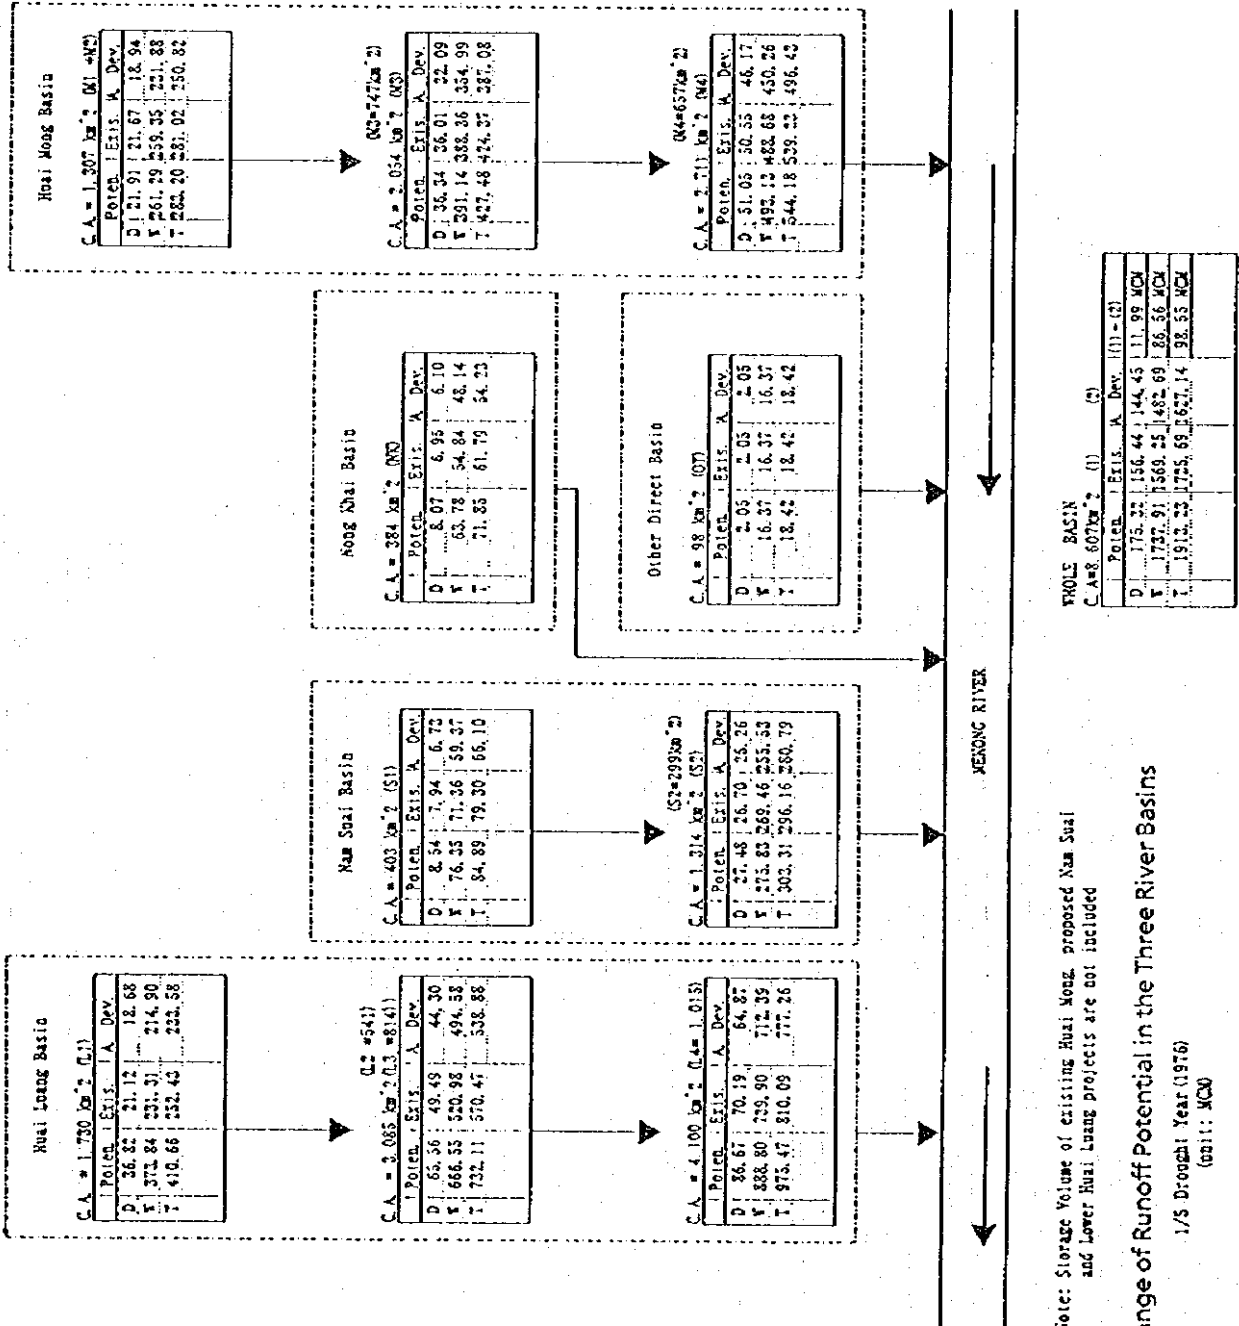 Huai Luang Basin
C. A. = 1,730 km^2 (L1)
Poten. Exis. A. Dev.
D 36.82 21.12 18.68
W 373.84 231.31 214.90
T 410.66 252.43 233.58
(L2 =541)
C. A. = 3,085 km^2 (L3 =814)
Poten. Exis. A. Dev.
D 65.56 49.49 44.30
W 666.55 520.98 494.58
T 732.11 570.47 538.88
C. A. = 4,100 km^2 (L4= 1,015)
Poten. Exis. A. Dev.
D 86.67 70.19 64.87
W 888.80 739.90 712.39
T 975.47 810.09 777.26
Nam Suai Basin
C. A. = 403 km^2 (S1)
Poten. Exis. A. Dev.
D 8.54 7.94 6.73
W 76.35 71.36 59.37
T 84.89 79.30 66.10
(S2=299km^2)
C. A. = 1,314 km^2 (S2)
Poten. Exis. A. Dev.
D 27.48 26.70 25.26
W 275.83 269.46 255.53
T 303.31 296.16 280.79
Nong Khai Basin
C. A. = 384 km^2 (NK)
Poten. Exis. A. Dev.
D 8.07 6.95 6.10
W 63.78 54.84 48.14
T 71.85 61.79 54.23
Other Direct Basin
C. A. = 98 km^2 (OT)
Poten. Exis. A. Dev.
D 2.05 2.05 2.05
W 16.37 16.37 16.37
T 18.42 18.42 18.42
Huai Mong Basin
C. A. = 1,307 km^2 (M1 +M2)
Poten. Exis. A. Dev.
D 21.91 21.67 18.94
W 261.29 259.35 231.88
T 283.20 281.02 250.82
(M3=747km^2)
C. A. = 2,054 km^2 (M3)
Poten. Exis. A. Dev.
D 36.34 36.01 32.09
W 391.14 388.36 354.99
T 427.48 424.37 387.08
(M4=657km^2)
C. A. = 2,711 km^2 (M4)
Poten. Exis. A. Dev.
D 51.05 50.55 46.17
W 493.13 488.68 450.26
T 544.18 539.23 496.43
MEKONG RIVER
WHOLE BASIN
C. A=8,607km^2 (1) (2)
Poten. Exis. A. Dev. (1)-(2)
D 175.32 156.44 144.45 11.99 MCM
W 1737.91 1569.25 1482.69 86.56 MCM
T 1913.23 1725.69 1627.14 98.55 MCM
ote: Storage Volume of existing Huai Mong, proposed Nam Suai
and Lower Huai Luang projects are not included
nge of Runoff Potential in the Three River Basins
1/5 Drought Year (1976)
(unit: MCM)